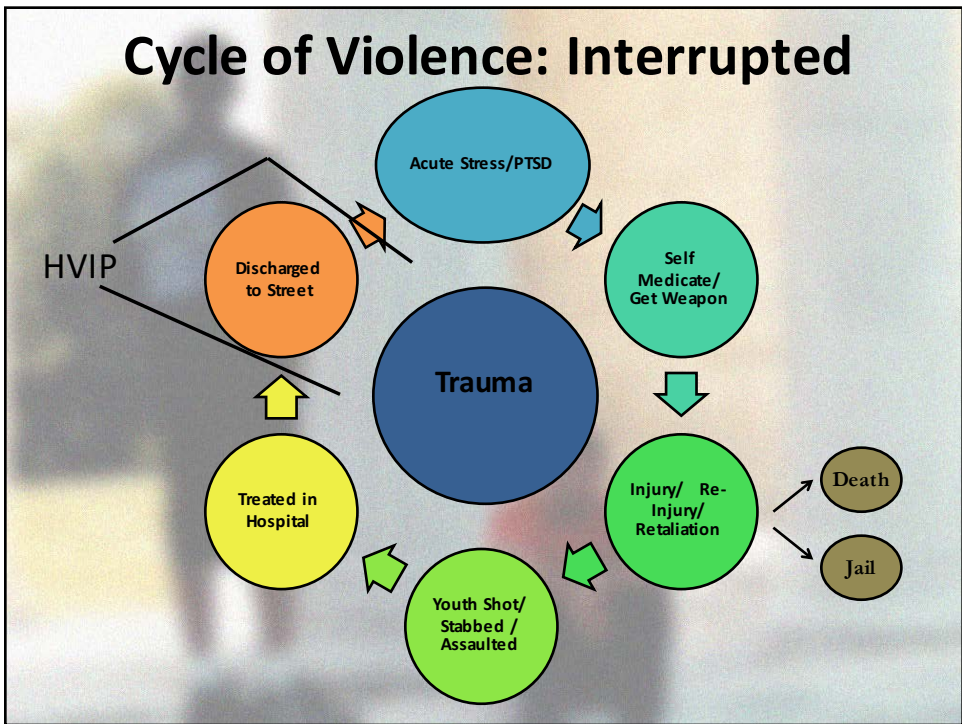 Cycle of Violence: Interrupted
Acute Stress/PTSD
HVIP
Discharged
to Street
Self
Medicate/
Get Weapon
Trauma
Treated in
Hospital
Injury/ Re-
Injury/
Retaliation
Death
Jail
Youth Shot/
Stabbed /
Assaulted